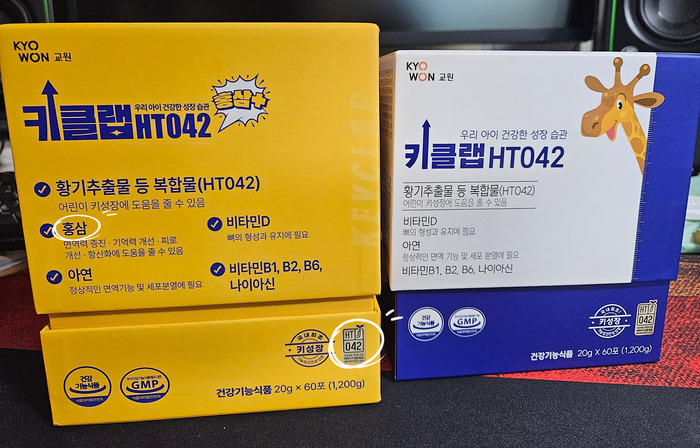 KYO
WON 교원
우리 아이 건강한 성장 습관
홍삼+
키클랩HT042
황기추출물 등 복합물(HT042)
어린이 키성장에 도움을 줄 수 있음
홍삼
면역력 증진·기억력 개선·피로
개선·항산화에 도움을 줄 수 있음
비타민D
뼈의 형성과 유지에 필요
아연
정상적인 면역기능 및 세포분열에 필요
비타민B1, B2, B6,
나이아신
KEYCLAP
키성장
HT
042
건강
기능식품
GMP
건강기능식품 20g × 60포 (1,200g)
KYO
WON 교원
우리 아이 건강한 성장 습관
키클랩HT042
황기추출물 등 복합물(HT042)
어린이 키성장에 도움을 줄 수 있음
비타민D
뼈의 형성과 유지에 필요
아연
정상적인 면역 기능 및 세포분열에 필요
비타민B1, B2, B6, 나이아신
건강
기능식품
GMP
키성장
HT
042
건강기능식품 20g X 60포 (1,200g)